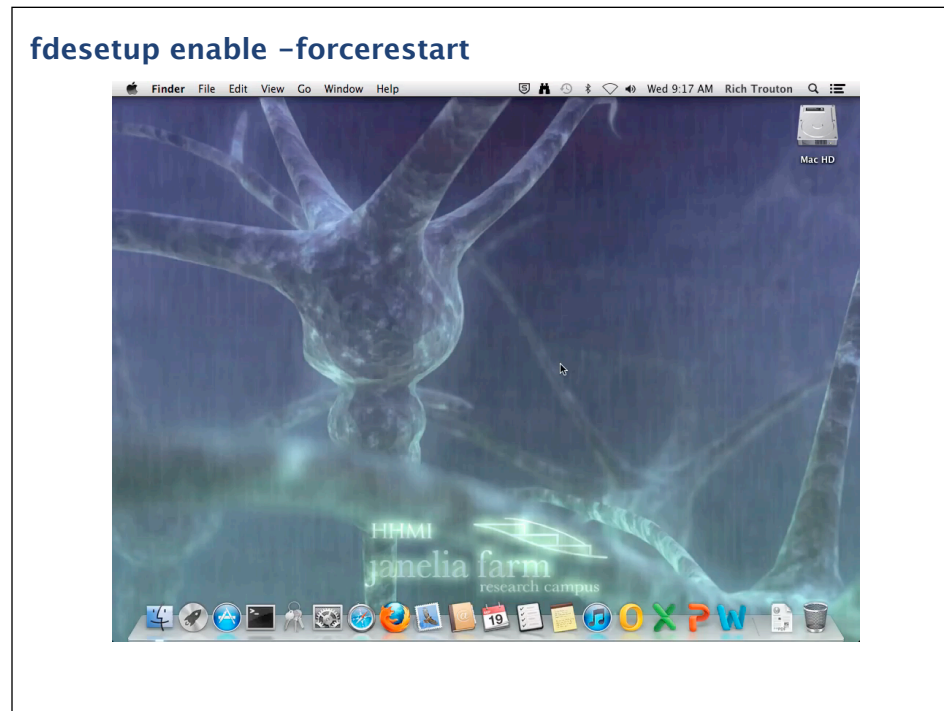 fdesetup enable -forcerestart
Finder File Edit View Go Window Help Wed 9:17 AM Rich Trouton
Mac HD
HHMI
janelia farm
research campus
19